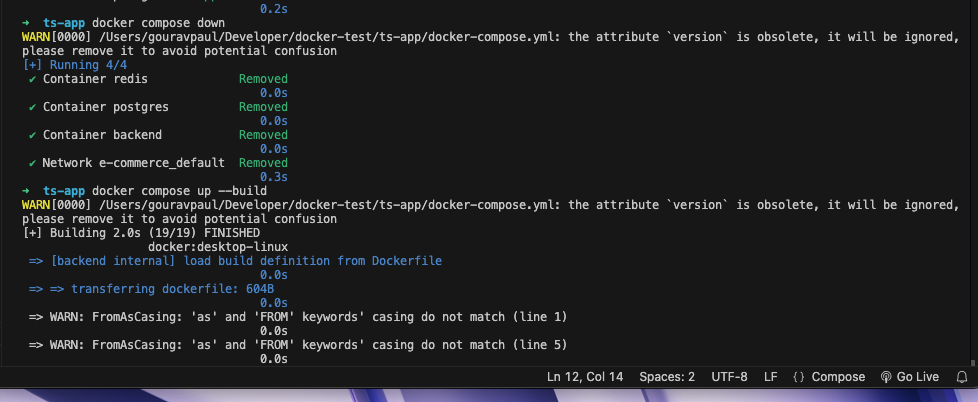 0.2s
→ ts-app docker compose down
WARN[0000] /Users/gouravpaul/Developer/docker-test/ts-app/docker-compose.yml: the attribute `version` is obsolete, it will be ignored,
please remove it to avoid potential confusion
[+] Running 4/4
✔ Container redis Removed
0.0s
✔ Container postgres Removed
0.0s
✔ Container backend Removed
0.0s
✔ Network e-commerce_default Removed
0.3s
→ ts-app docker compose up --build
WARN[0000] /Users/gouravpaul/Developer/docker-test/ts-app/docker-compose.yml: the attribute `version` is obsolete, it will be ignored,
please remove it to avoid potential confusion
[+] Building 2.0s (19/19) FINISHED
docker:desktop-linux
=> [backend internal] load build definition from Dockerfile
0.0s
=> => transferring dockerfile: 604B
0.0s
=> WARN: FromAsCasing: 'as' and 'FROM' keywords' casing do not match (line 1)
0.0s
=> WARN: FromAsCasing: 'as' and 'FROM' keywords' casing do not match (line 5)
0.0s
Ln 12, Col 14 Spaces: 2 UTF-8 LF {} Compose Go Live